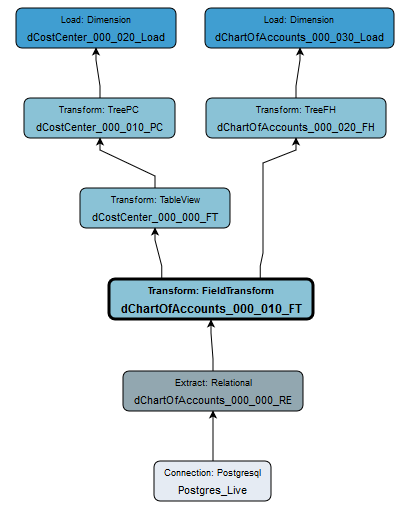 Load: Dimension
dCostCenter_000_020_Load
Load: Dimension
dChartOfAccounts_000_030_Load
Transform: TreePC
dCostCenter_000_010_PC
Transform: TreeFH
dChartOfAccounts_000_020_FH
Transform: TableView
dCostCenter_000_000_FT
Transform: FieldTransform
dChartOfAccounts_000_010_FT
Extract: Relational
dChartOfAccounts_000_000_RE
Connection: Postgresql
Postgres_Live